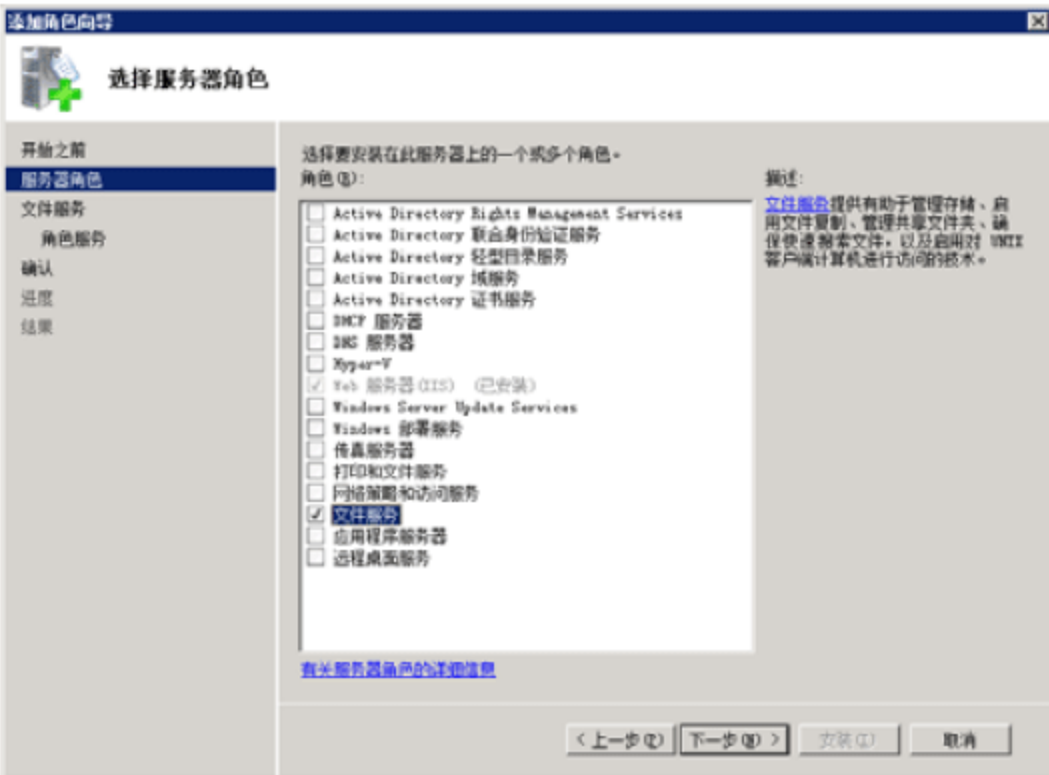 添加角色向导
选择服务器角色
开始之前
服务器角色
文件服务
角色服务
确认
进度
结果
选择要安装在此服务器上的一个或多个角色。
角色(R):
Active Directory Rights Management Services
Active Directory 联合身份验证服务
Active Directory 轻型目录服务
Active Directory 域服务
Active Directory 证书服务
DHCP 服务器
DNS 服务器
Hyper-V
Web 服务器(IIS) (已安装)
Windows Server Update Services
Windows 部署服务
传真服务器
打印和文件服务
网络策略和访问服务
文件服务
应用程序服务器
远程桌面服务
有关服务器角色的详细信息
描述:
文件服务提供有助于管理存储、启
用文件复制、管理共享文件夹、确
保快速搜索文件，以及启用对 UNIX
客户端计算机进行访问的技术。
< 上一步(P)
下一步(N) >
安装(I)
取消